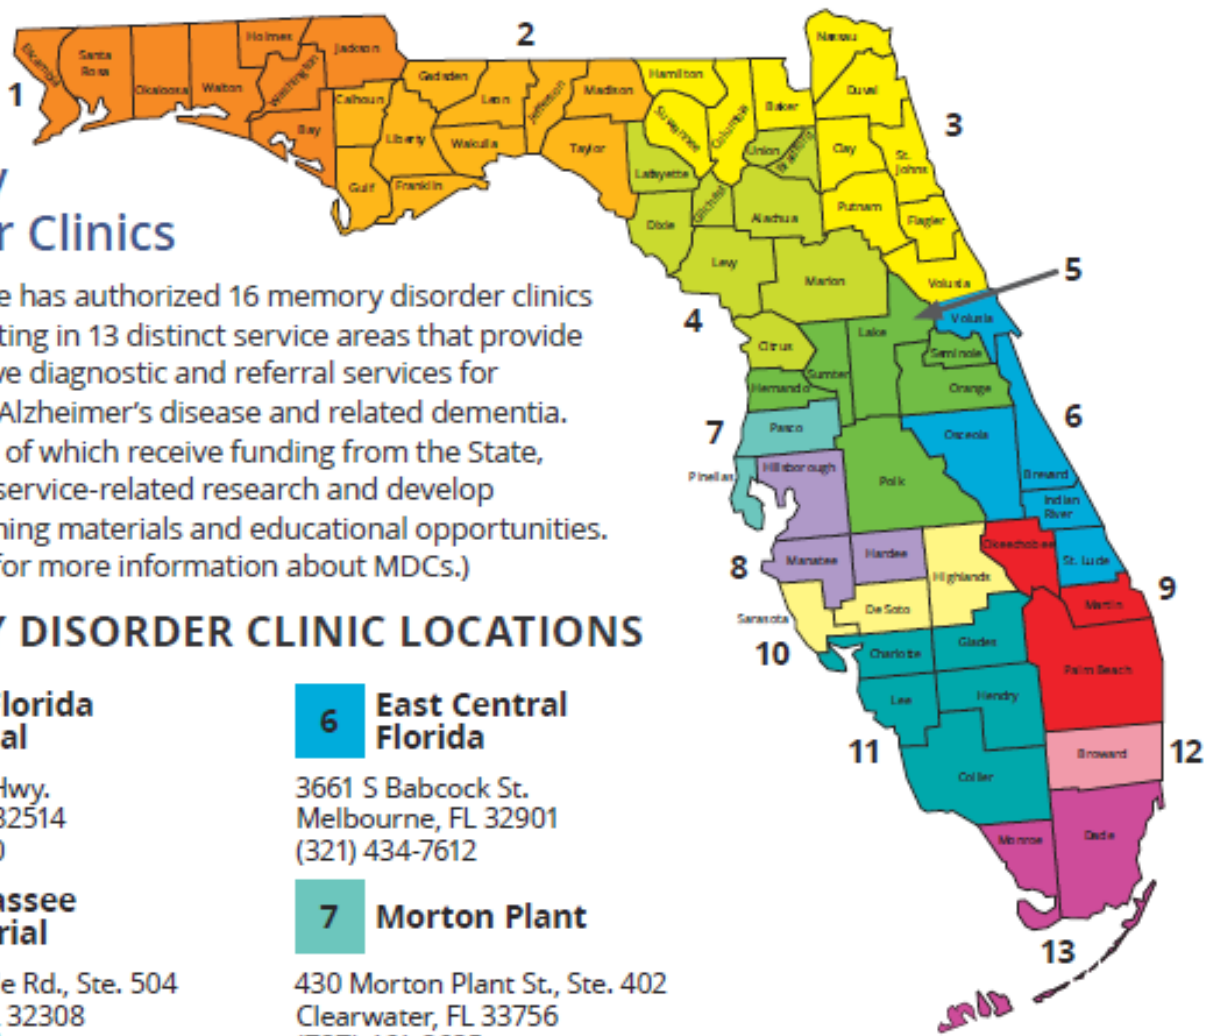 y
r Clinics
e has authorized 16 memory disorder clinics
ting in 13 distinct service areas that provide
ve diagnostic and referral services for
Alzheimer's disease and related dementia.
of which receive funding from the State,
service-related research and develop
ning materials and educational opportunities.
for more information about MDCs.)
Y DISORDER CLINIC LOCATIONS
lorida
al
Hwy.
32514
0
assee
rial
e Rd., Ste. 504
32308
6 East Central
Florida
3661 S Babcock St.
Melbourne, FL 32901
(321) 434-7612
7 Morton Plant
430 Morton Plant St., Ste. 402
Clearwater, FL 33756
1
Escambia
Santa
Rosa
Okaloosa
Walton
Holmes
Washington
Jackson
Bay
2
Calhoun
Gulf
Liberty
Franklin
Gadsden
Leon
Wakulla
Jefferson
Madison
Taylor
3
Hamilton
Suwannee
Columbia
Baker
Nassau
Duval
Clay
St.
Johns
Putnam
Flagler
Volusia
Union
Bradford
Lafayette
Gilchrist
Dixie
Alachua
Levy
Marion
4
Citrus
5
Lake
Sumter
Hernando
Seminole
Orange
Polk
Volusia
6
Osceola
Brevard
Indian
River
St. Lucie
7
Pasco
Pinellas
Hillsborough
8
Manatee
Hardee
Highlands
De Soto
Sarasota
10
9
Okeechobee
Martin
Palm Beach
Charlotte
Glades
Lee
Hendry
11
Collier
Broward
12
Monroe
Dade
13